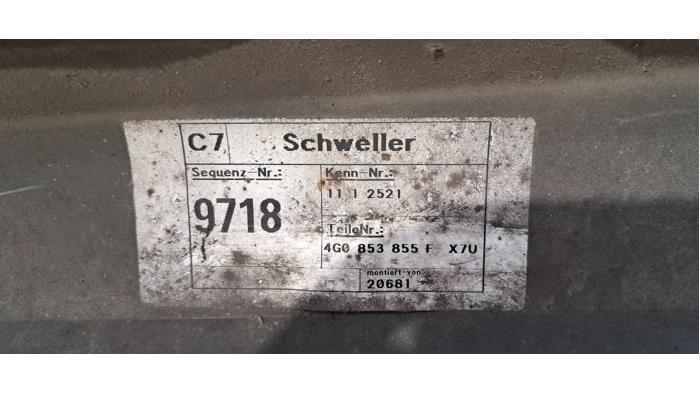 C7 Schweller
Sequenz-Nr.: Kenn-Nr.:
11 1 2521
9718
TeileNr.:
4G0 853 855 F X7U
montiert von
20681